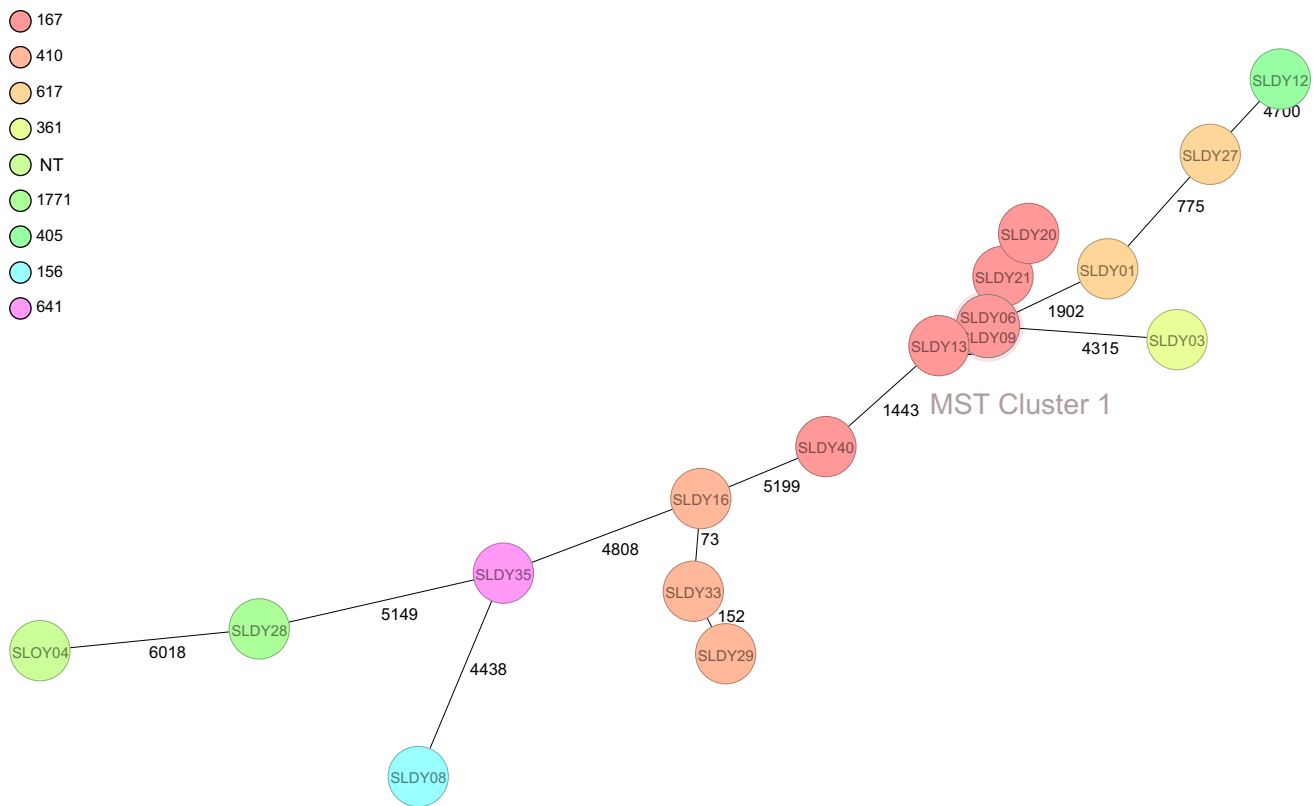 167
410
617
361
NT
1771
405
156
641
SLDY12
4700
SLDY27
775
SLDY20
SLDY01
SLDY21
1902
SLDY06
SLDY09
SLDY13
SLDY03
4315
MST Cluster 1
1443
SLDY40
5199
SLDY16
73
4808
SLDY35
SLDY33
152
5149
SLDY28
SLOY04
6018
SLDY29
4438
SLDY08